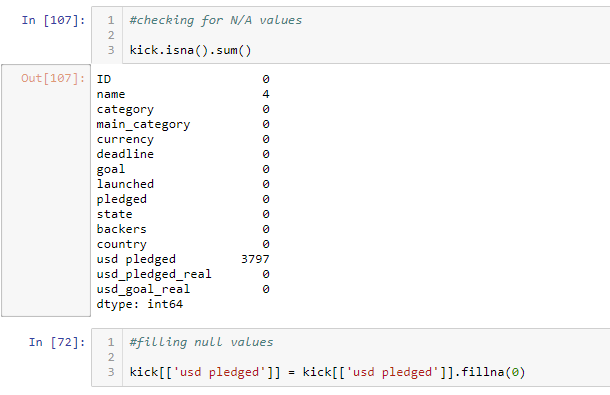 In [107]:
1 #checking for N/A values
2
3 kick.isna().sum()
Out[107]:
ID 0
name 4
category 0
main_category 0
currency 0
deadline 0
goal 0
launched 0
pledged 0
state 0
backers 0
country 0
usd pledged 3797
usd_pledged_real 0
usd_goal_real 0
dtype: int64
In [72]:
1 #filling null values
2
3 kick[['usd pledged']] = kick[['usd pledged']].fillna(0)